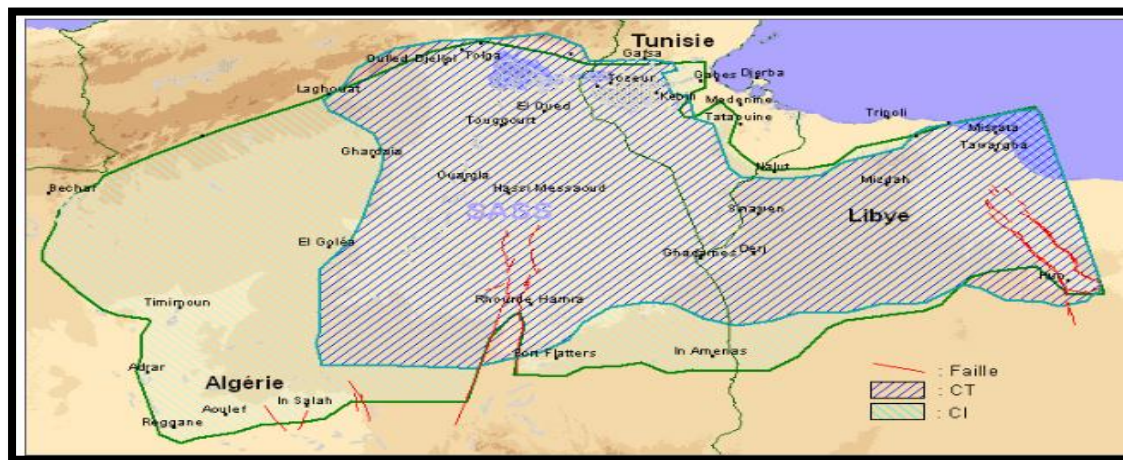 Tunisie
Ouled Djellal
Tolga
Gafsa
Tozeur
Gabes
Djerba
Laghouat
Kebili
El Oued
Medenine
Tripoli
Touggourt
Tataouine
Misrata
Tawargha
Ghardaia
Nalut
Bechar
Ouargla
Hassi Messaoud
Mizdah
SASS
Sinawen
Libye
El Goléa
Ghadames
Derj
Hun
Timimoun
Rhourde Hamra
Fort Flatters
In Amenas
Adrar
Algérie
: Faille
In Salah
: CT
Aoulef
: CI
Reggane